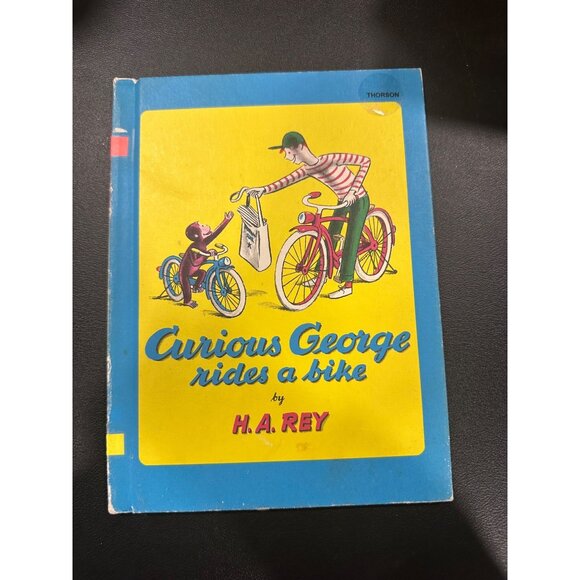 THORSON
Curious George
rides a bike
by
H. A. REY